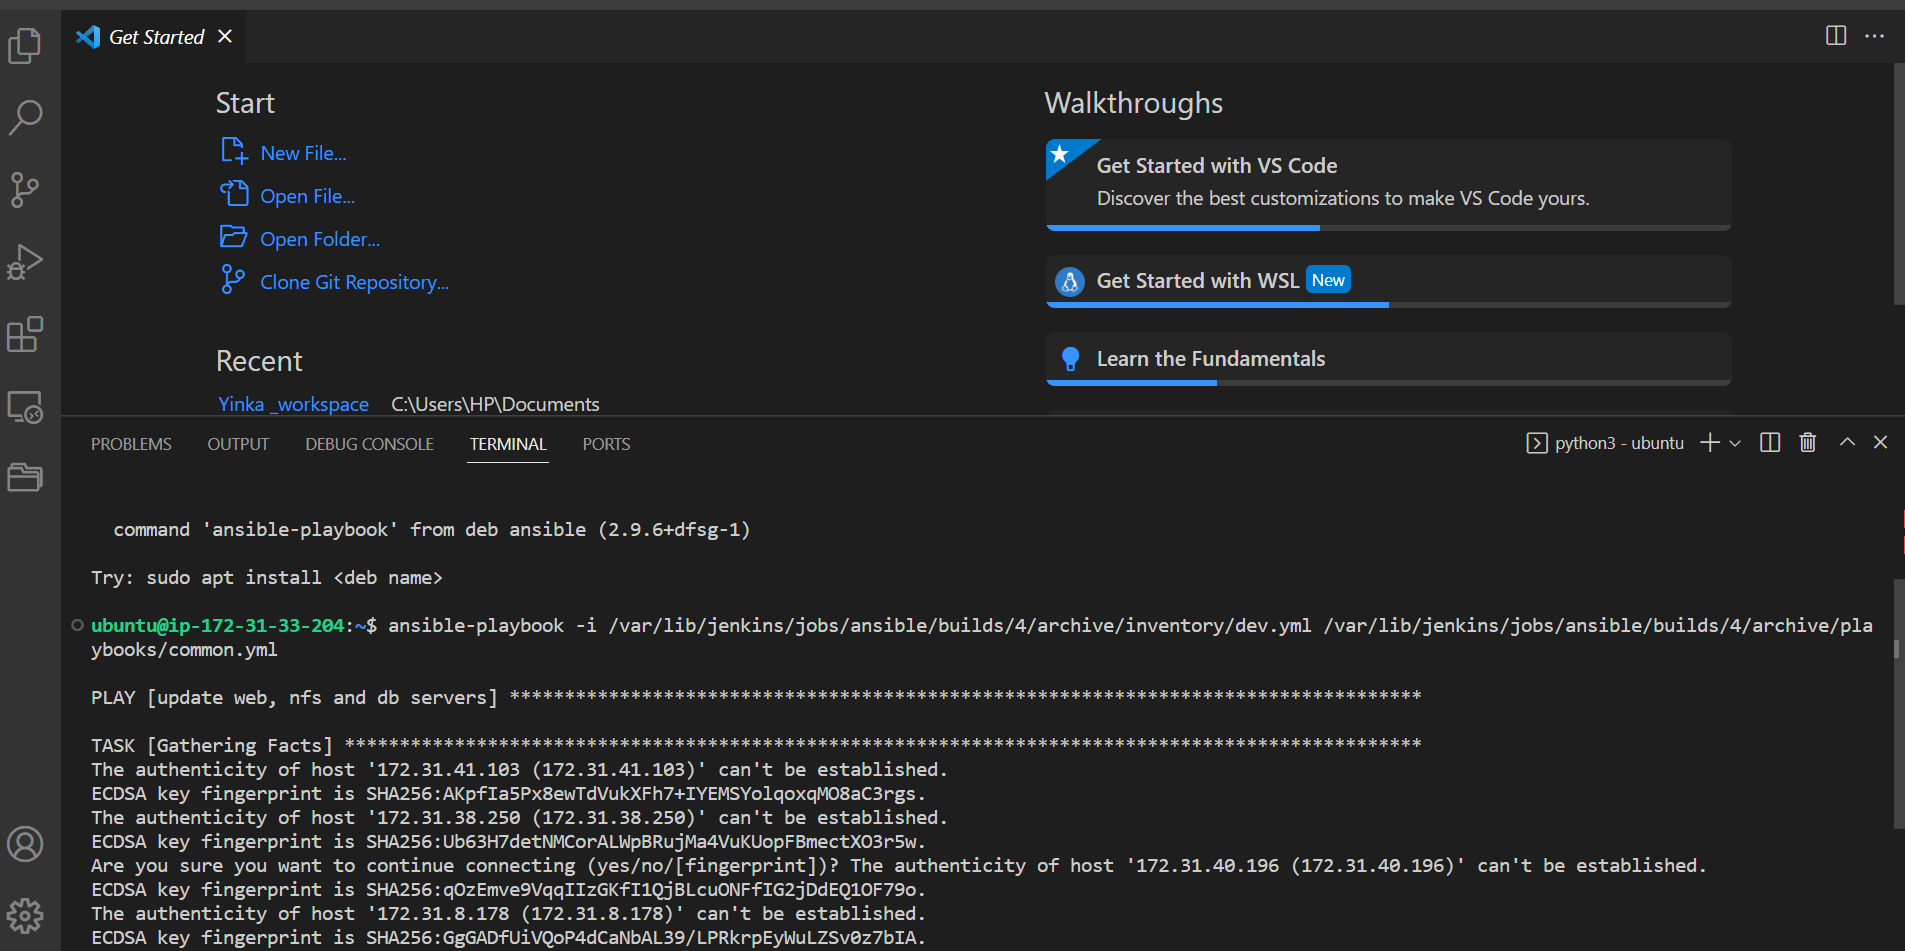 Get Started
Start
New File...
Open File...
Open Folder...
Clone Git Repository...
Recent
Yinka _workspace C:\Users\HP\Documents
Walkthroughs
Get Started with VS Code
Discover the best customizations to make VS Code yours.
Get Started with WSL New
Learn the Fundamentals
PROBLEMS OUTPUT DEBUG CONSOLE TERMINAL PORTS
python3 - ubuntu
command 'ansible-playbook' from deb ansible (2.9.6+dfsg-1)
Try: sudo apt install <deb name>
ubuntu@ip-172-31-33-204:~$ ansible-playbook -i /var/lib/jenkins/jobs/ansible/builds/4/archive/inventory/dev.yml /var/lib/jenkins/jobs/ansible/builds/4/archive/pla
ybooks/common.yml
PLAY [update web, nfs and db servers] ***********************************************************************************
TASK [Gathering Facts] **************************************************************************************************
The authenticity of host '172.31.41.103 (172.31.41.103)' can't be established.
ECDSA key fingerprint is SHA256:AKpfIa5Px8ewTdVukXFh7+IYEMSYolqoxqMO8aC3rgs.
The authenticity of host '172.31.38.250 (172.31.38.250)' can't be established.
ECDSA key fingerprint is SHA256:Ub63H7detNMCorALWpBRujMa4VuKUopFBmectXO3r5w.
Are you sure you want to continue connecting (yes/no/[fingerprint])? The authenticity of host '172.31.40.196 (172.31.40.196)' can't be established.
ECDSA key fingerprint is SHA256:qOzEmve9VqqIIzGKfI1QjBLcuONFfIG2jDdEQ1OF79o.
The authenticity of host '172.31.8.178 (172.31.8.178)' can't be established.
ECDSA key fingerprint is SHA256:GgGADfUiVQoP4dCaNbAL39/LPRkrpEyWuLZSv0z7bIA.